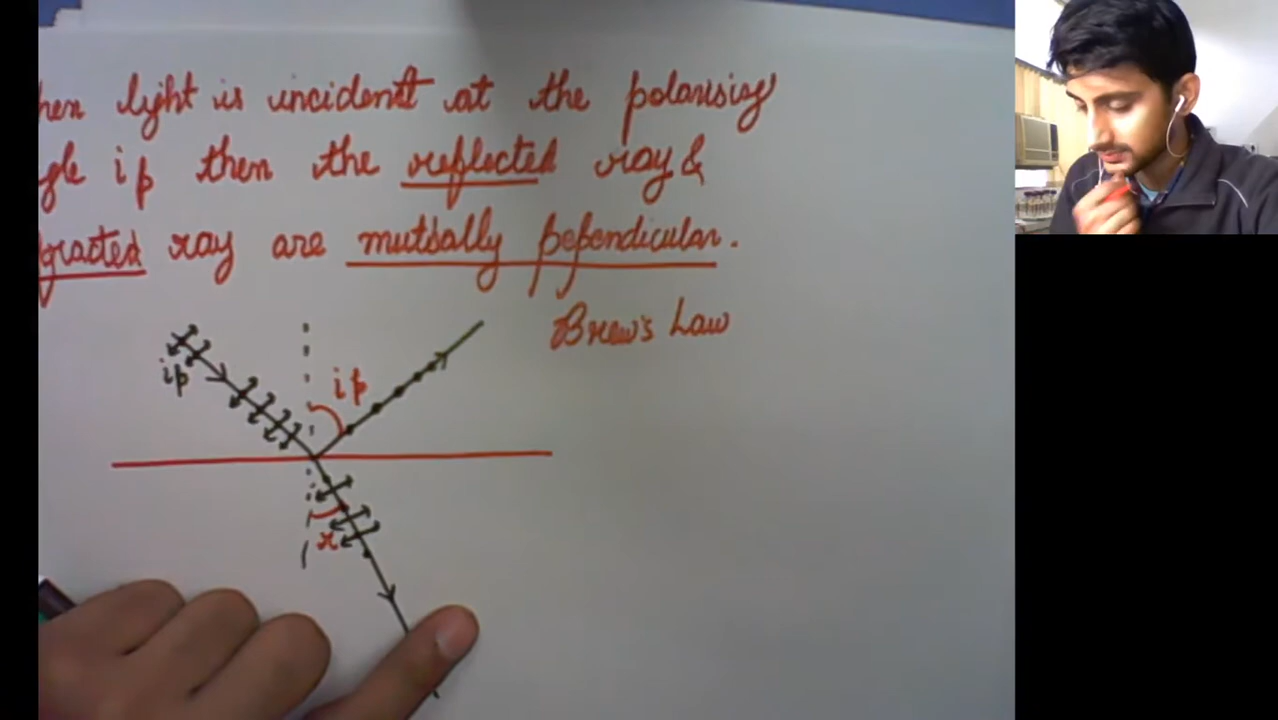 hen light is incident at the polarising
gle ip then the reflected ray &
fracted ray are mutually pependicular.
Brew's Law
ip
ip
r